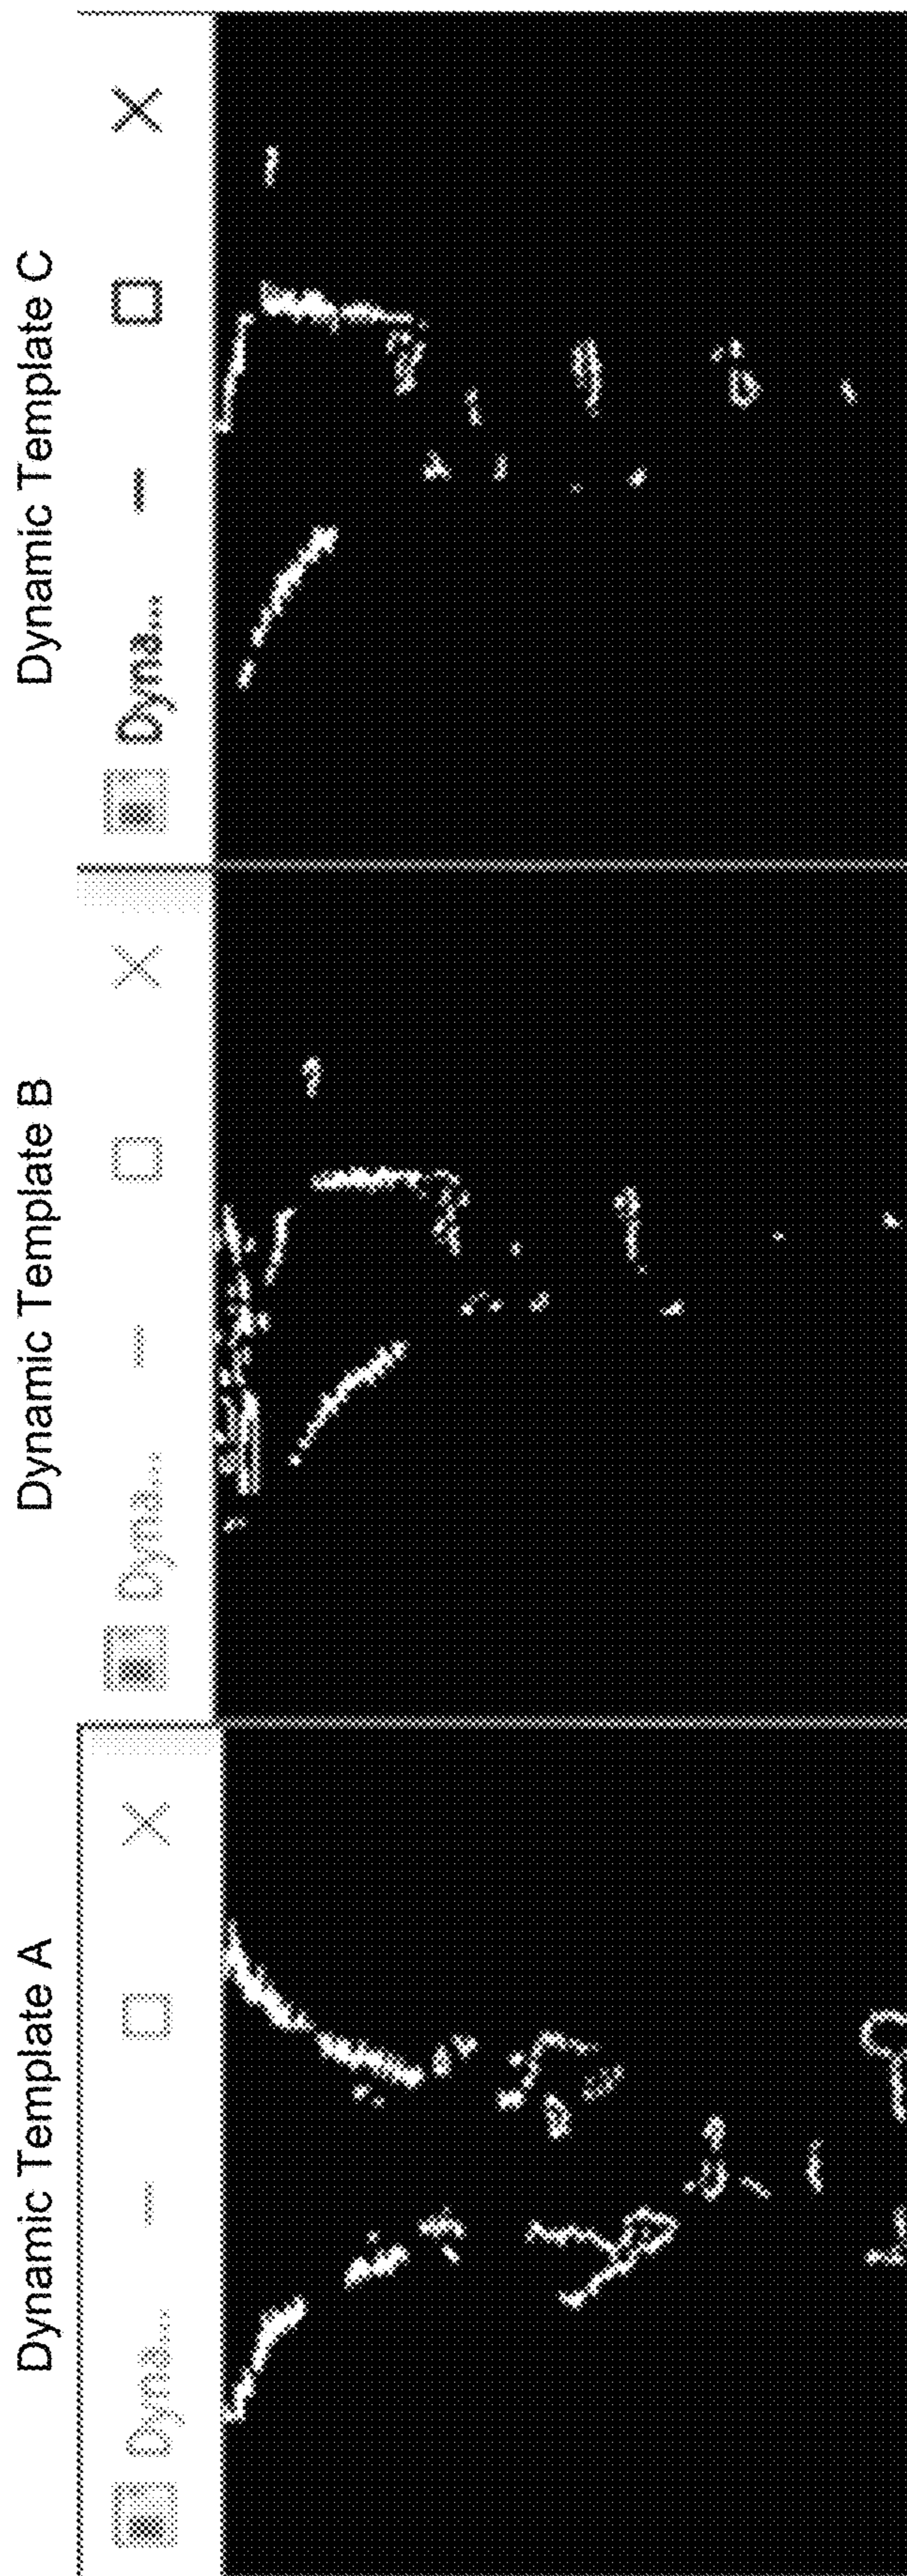 Dynamic Template A
Dynamic Template B
Dynamic Template C
Dyna...
Dyna...
Dyna...